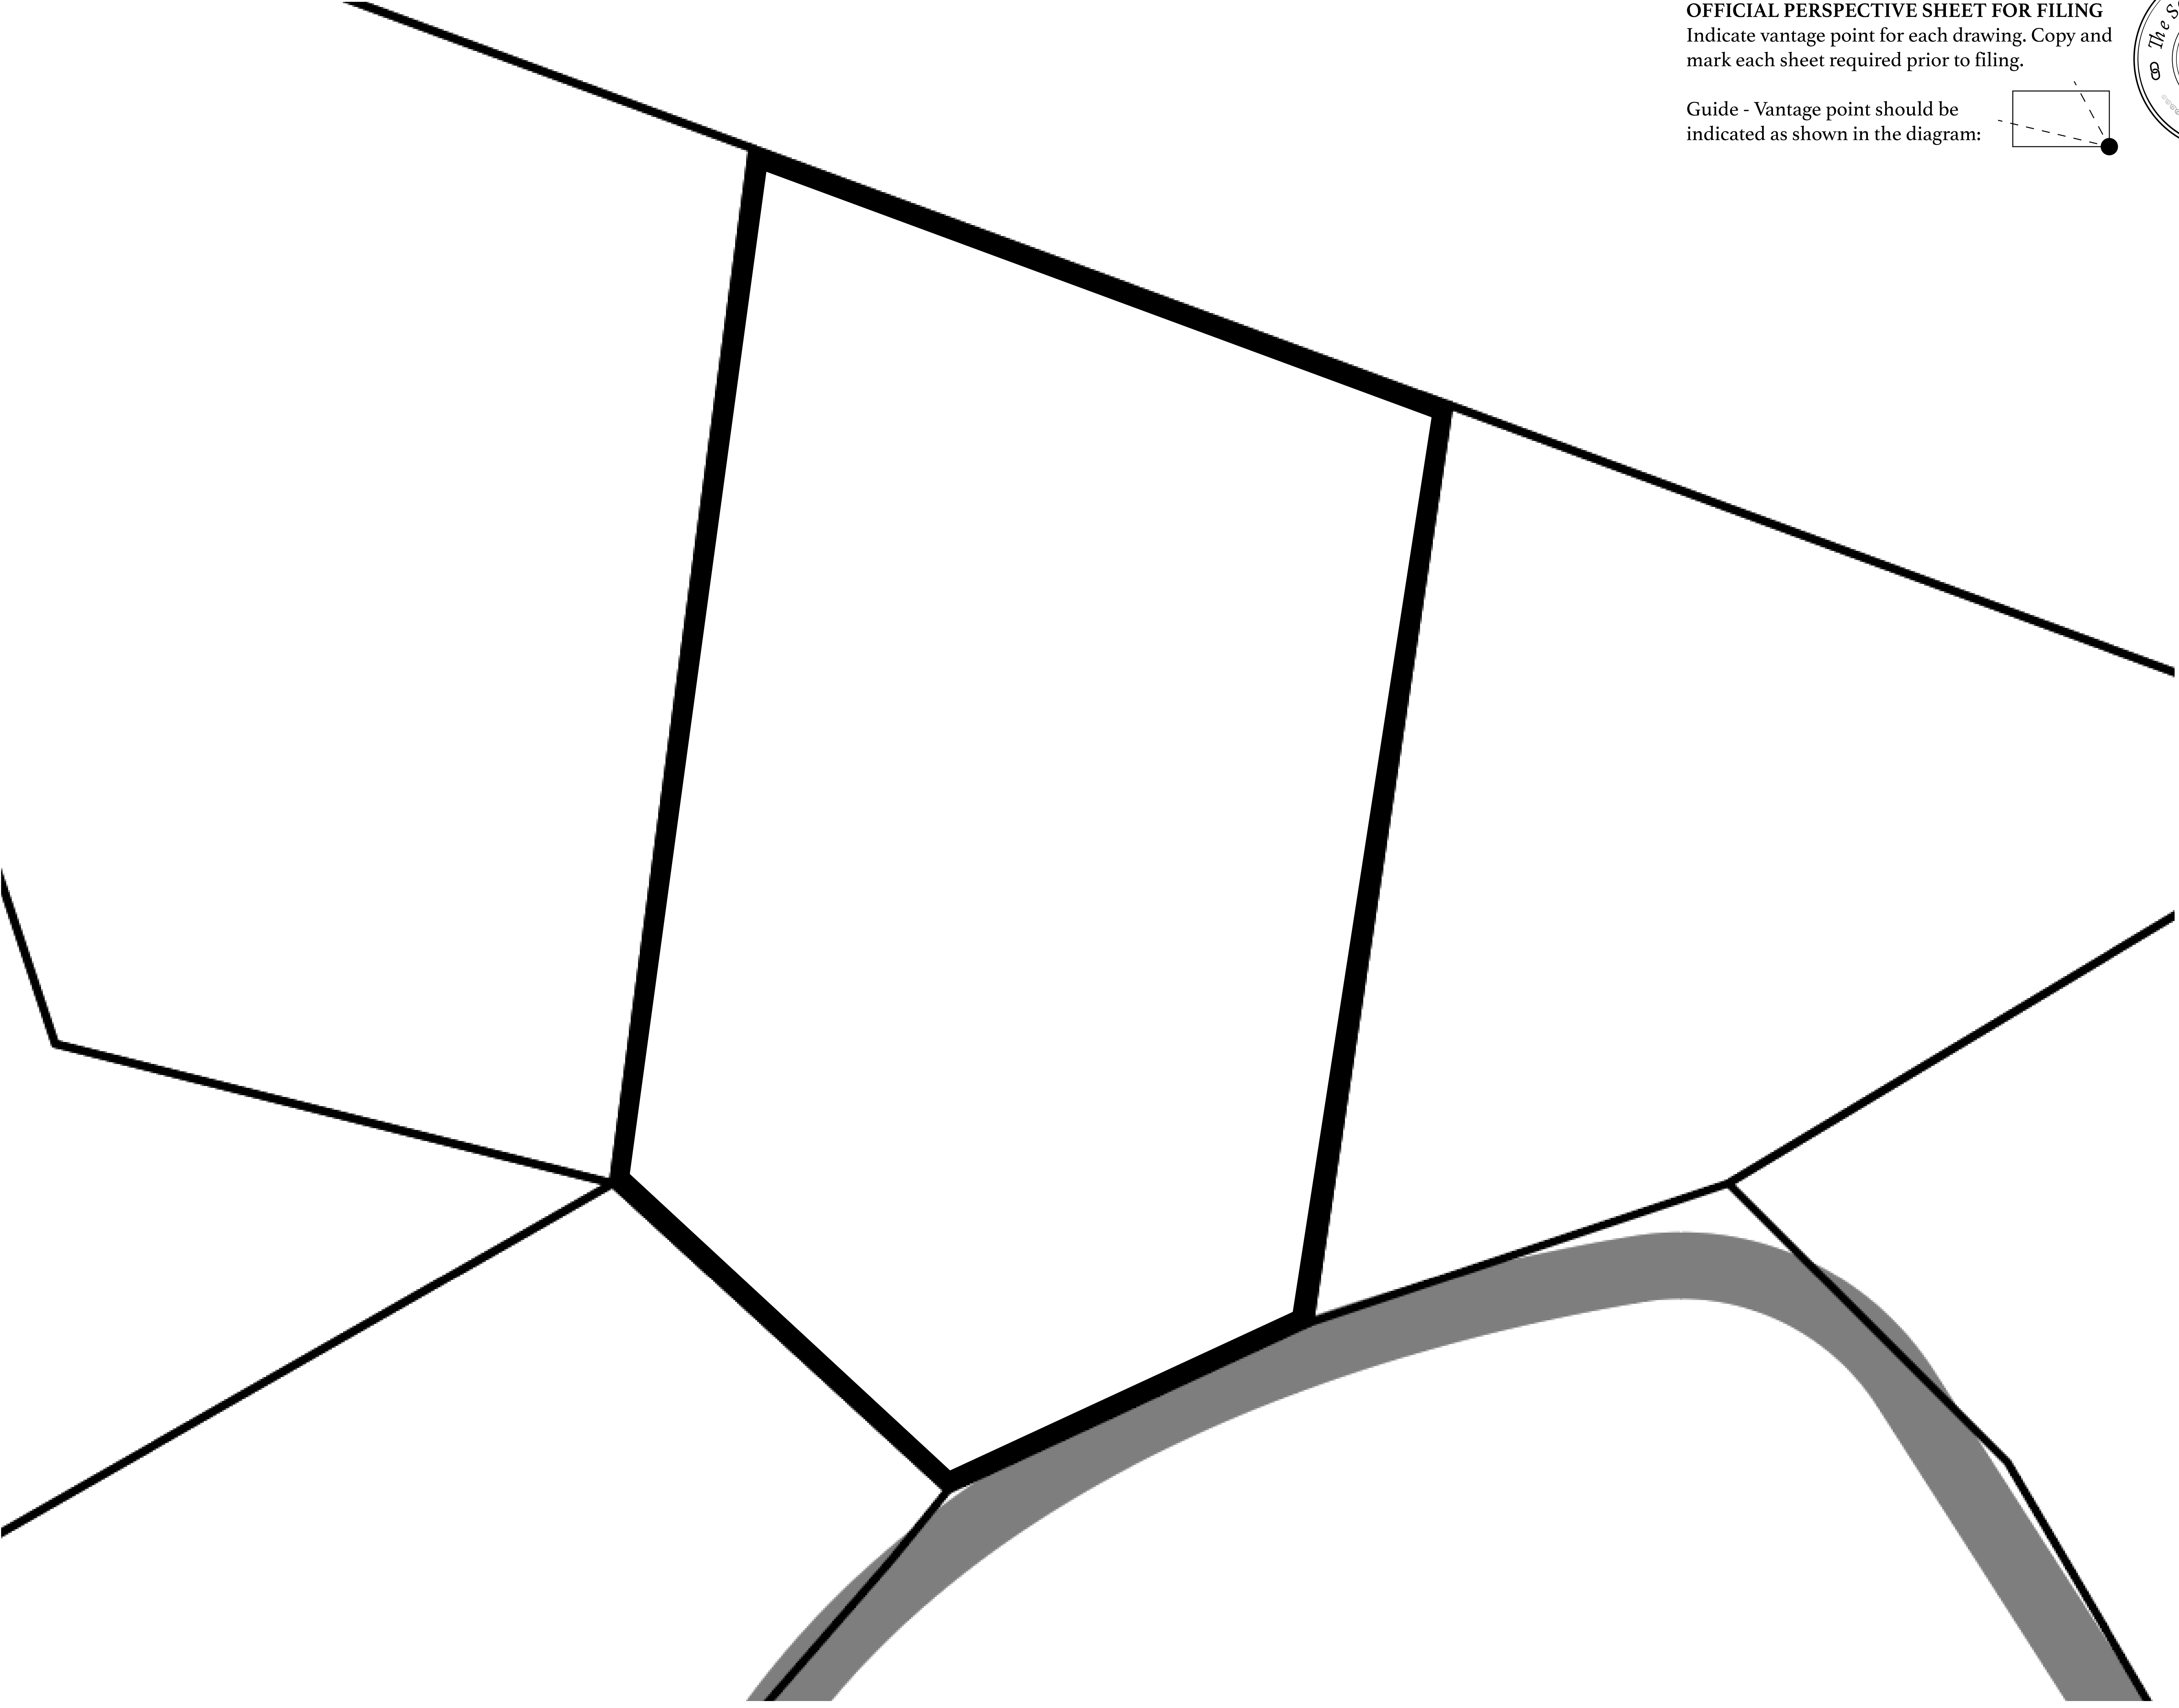 OFFICIAL PERSPECTIVE SHEET FOR FILING
Indicate vantage point for each drawing. Copy and
mark each sheet required prior to filing.
Guide - Vantage point should be
indicated as shown in the diagram:
The